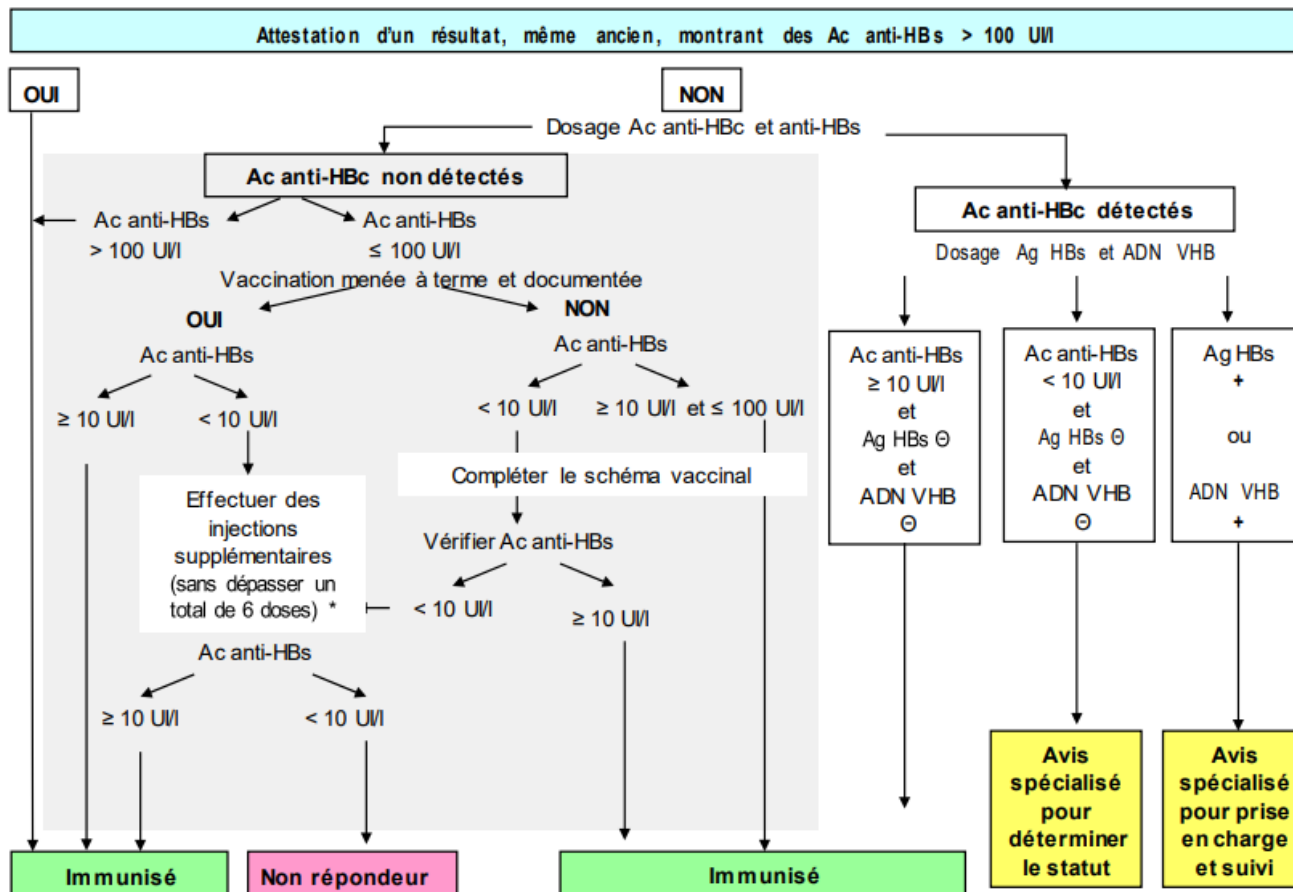 Attestation d'un résultat, même ancien, montrant des Ac anti-HBs > 100 UI/l
OUI
NON
Dosage Ac anti-HBc et anti-HBs
Ac anti-HBc non détectés
Ac anti-HBs
> 100 UI/l
Ac anti-HBs
≤ 100 UI/l
Vaccination menée à terme et documentée
OUI
Ac anti-HBs
≥ 10 UI/l
< 10 UI/l
Effectuer des
injections
supplémentaires
(sans dépasser un
total de 6 doses) *
NON
Ac anti-HBs
< 10 UI/l
≥ 10 UI/l et ≤ 100 UI/l
Compléter le schéma vaccinal
Vérifier Ac anti-HBs
< 10 UI/l
≥ 10 UI/l
Ac anti-HBs
≥ 10 UI/l
< 10 UI/l
Ac anti-HBc détectés
Dosage Ag HBs et ADN VHB
Ac anti-HBs
≥ 10 UI/l
et
Ag HBs Θ
et
ADN VHB
Θ
Ac anti-HBs
< 10 UI/l
et
Ag HBs Θ
et
ADN VHB
Θ
Ag HBs
+
ou
ADN VHB
+
Immunisé
Non répondeur
Immunisé
Avis
spécialisé
pour
déterminer
le statut
Avis
spécialisé
pour prise
en charge
et suivi